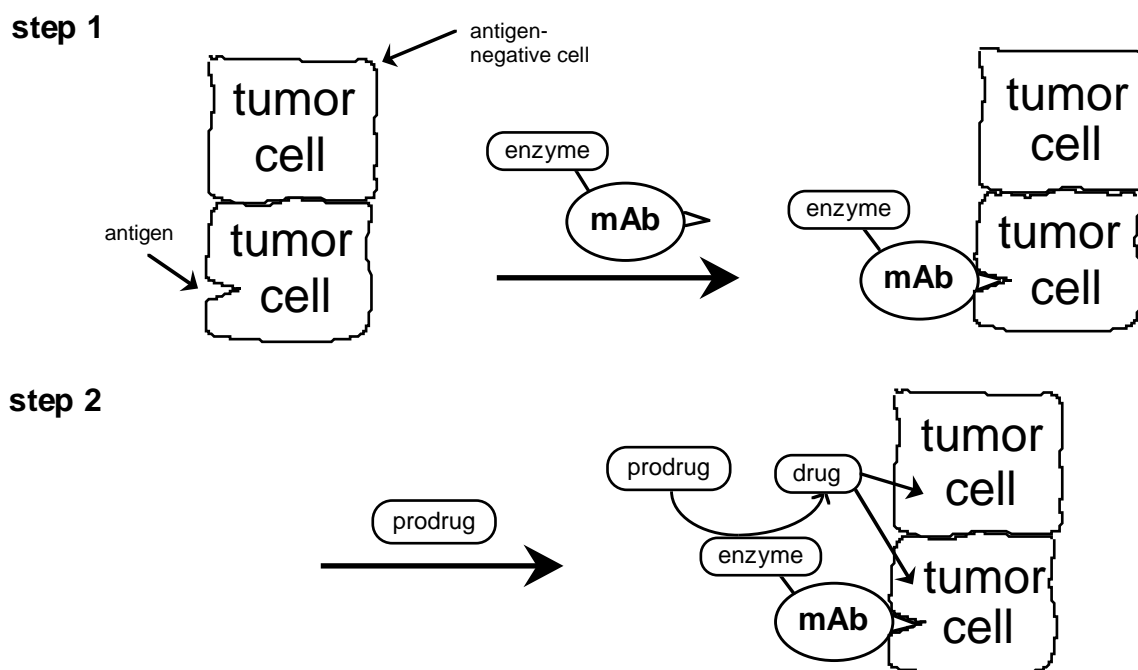 step 1
antigen-
negative cell
tumor
cell
antigen
tumor
cell
enzyme
mAb
tumor
cell
enzyme
mAb
tumor
cell
step 2
prodrug
prodrug
drug
tumor
cell
enzyme
mAb
tumor
cell